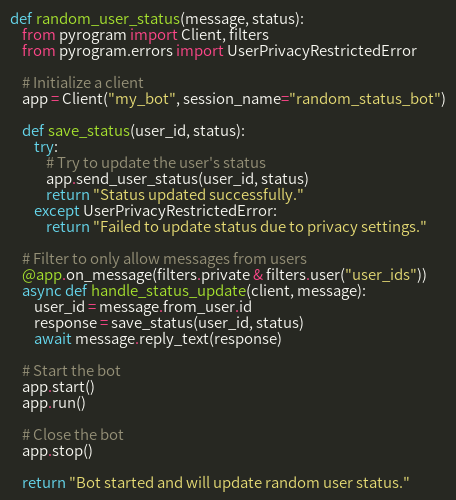 def random_user_status(message, status):
from pyrogram import Client, filters
from pyrogram.errors import UserPrivacyRestrictedError
# Initialize a client
app = Client("my_bot", session_name="random_status_bot")
def save_status(user_id, status):
try:
# Try to update the user's status
app.send_user_status(user_id, status)
return "Status updated successfully."
except UserPrivacyRestrictedError:
return "Failed to update status due to privacy settings."
# Filter to only allow messages from users
@app.on_message(filters.private & filters.user("user_ids"))
async def handle_status_update(client, message):
user_id = message.from_user.id
response = save_status(user_id, status)
await message.reply_text(response)
# Start the bot
app.start()
app.run()
# Close the bot
app.stop()
return "Bot started and will update random user status."